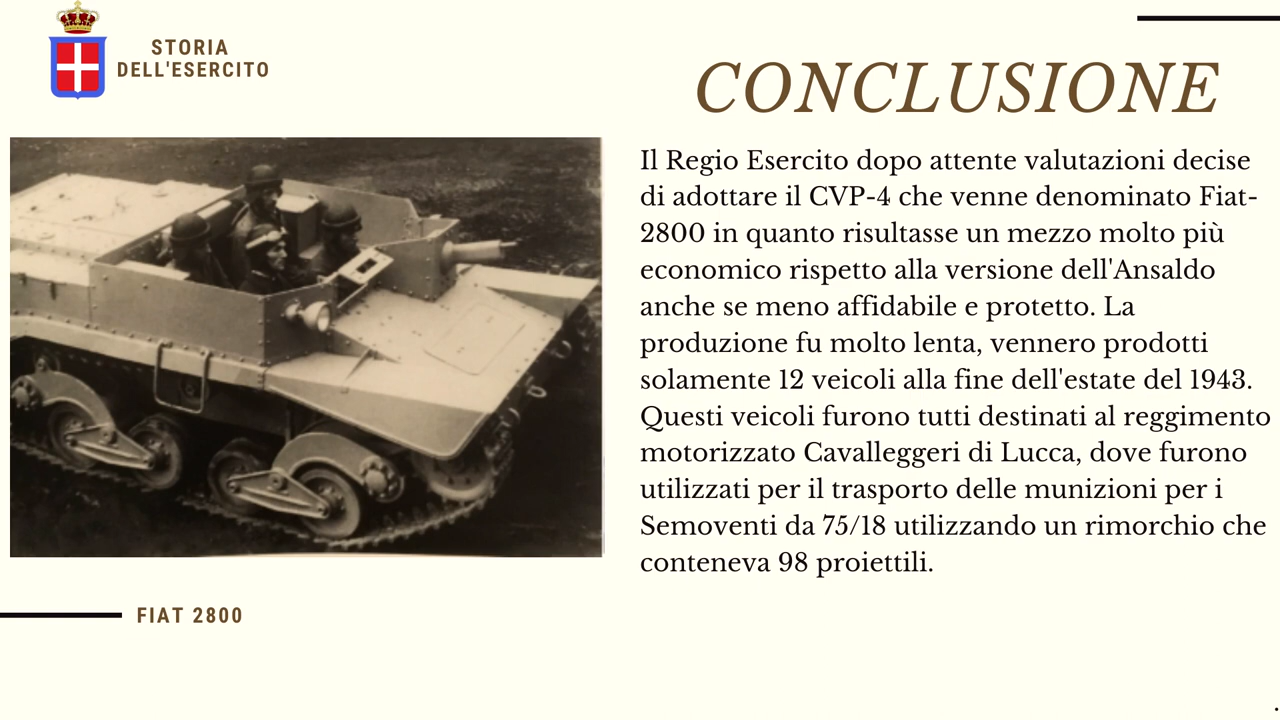 STORIA
DELL'ESERCITO
CONCLUSIONE
Il Regio Esercito dopo attente valutazioni decise
di adottare il CVP-4 che venne denominato Fiat-
2800 in quanto risultasse un mezzo molto più
economico rispetto alla versione dell'Ansaldo
anche se meno affidabile e protetto. La
produzione fu molto lenta, vennero prodotti
solamente 12 veicoli alla fine dell'estate del 1943.
Questi veicoli furono tutti destinati al reggimento
motorizzato Cavalleggeri di Lucca, dove furono
utilizzati per il trasporto delle munizioni per i
Semoventi da 75/18 utilizzando un rimorchio che
conteneva 98 proiettili.
FIAT 2800
.